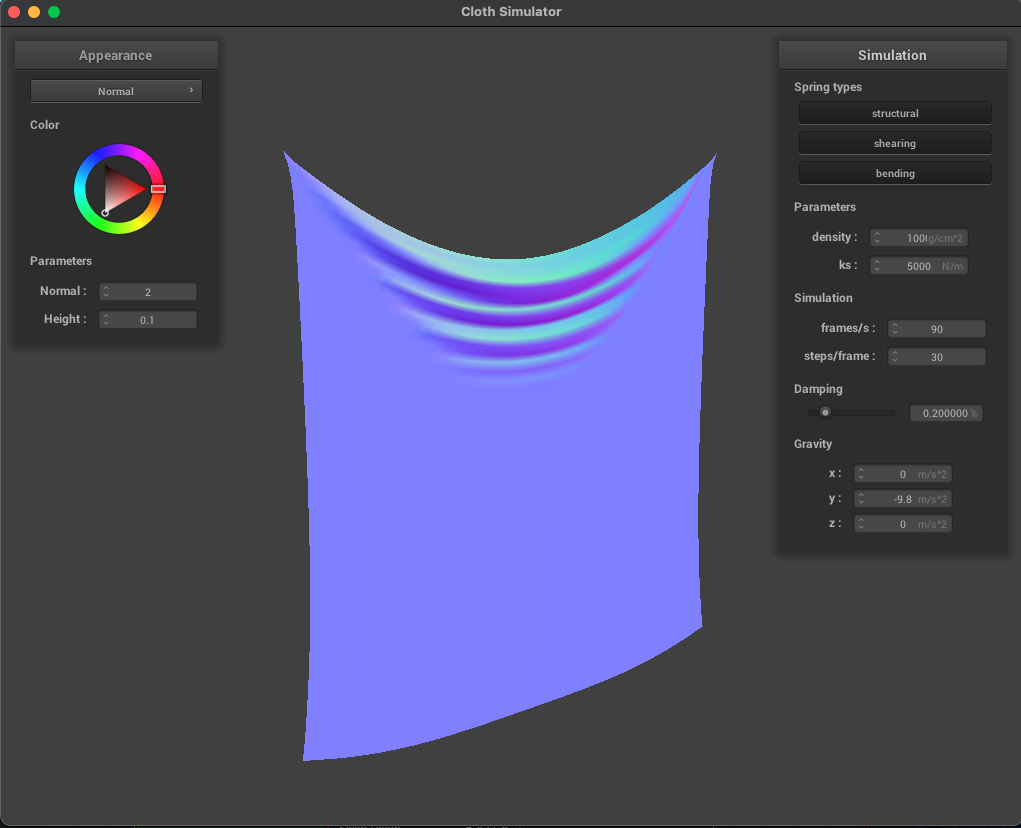 Cloth Simulator
Appearance
Normal
Color
Parameters
Normal : 2
Height : 0.1
Simulation
Spring types
structural
shearing
bending
Parameters
density : g/cm^2
ks : 5000 N/m
Simulation
frames/s : 90
steps/frame : 30
Damping
0.200000 %
Gravity
x : 0 m/s^2
y : -9.8 m/s^2
z : 0 m/s^2